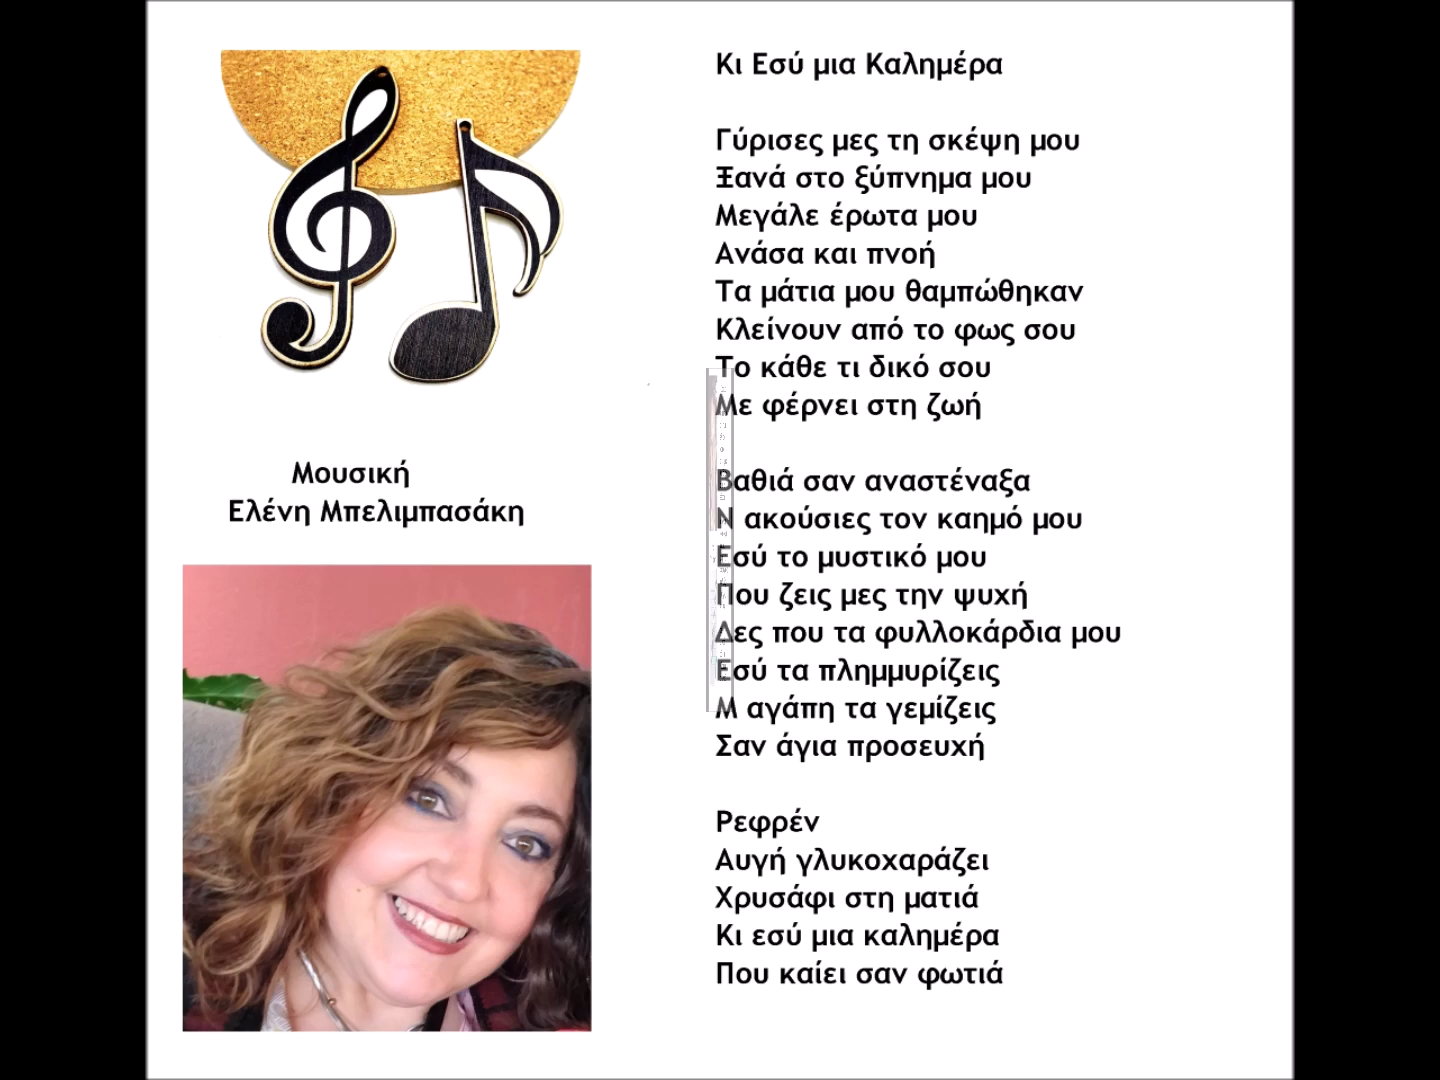 Κι Εσύ μια Καλημέρα
Γύρισες μες τη σκέψη μου
Ξανά στο ξύπνημα μου
Μεγάλε έρωτα μου
Ανάσα και πνοή
Τα μάτια μου θαμπώθηκαν
Κλείνουν από το φως σου
Το κάθε τι δικό σου
Με φέρνει στη ζωή
Βαθιά σαν αναστέναξα
Ν ακούσιες τον καημό μου
Εσύ το μυστικό μου
Που ζεις μες την ψυχή
Δες που τα φυλλοκάρδια μου
Εσύ τα πλημμυρίζεις
Μ αγάπη τα γεμίζεις
Σαν άγια προσευχή
Ρεφρέν
Αυγή γλυκοχαράζει
Χρυσάφι στη ματιά
Κι εσύ μια καλημέρα
Που καίει σαν φωτιά
Μουσική
Ελένη Μπελιμπασάκη